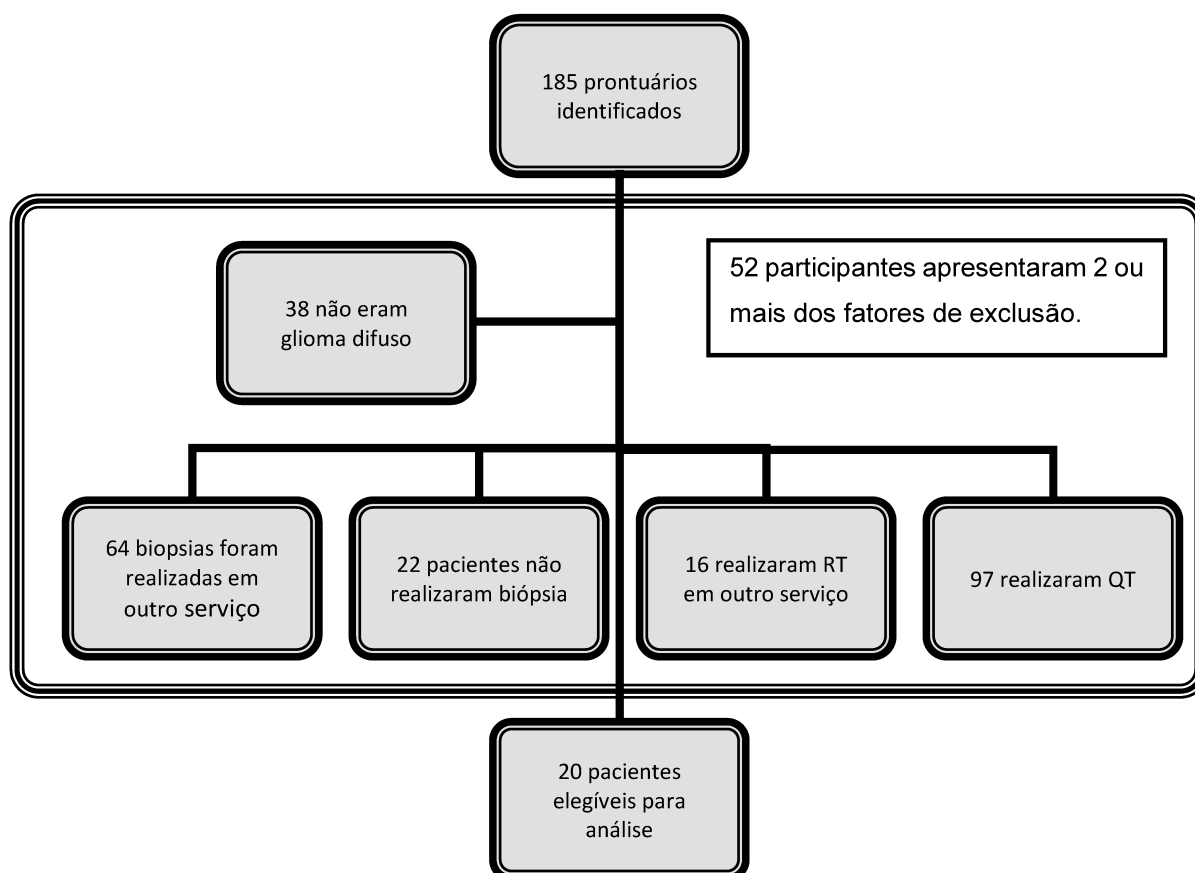 185 prontuários
identificados
38 não eram
glioma difuso
52 participantes apresentaram 2 ou
mais dos fatores de exclusão.
64 biopsias foram
realizadas em
outro serviço
22 pacientes não
realizaram biópsia
16 realizaram RT
em outro serviço
97 realizaram QT
20 pacientes
elegíveis para
análise